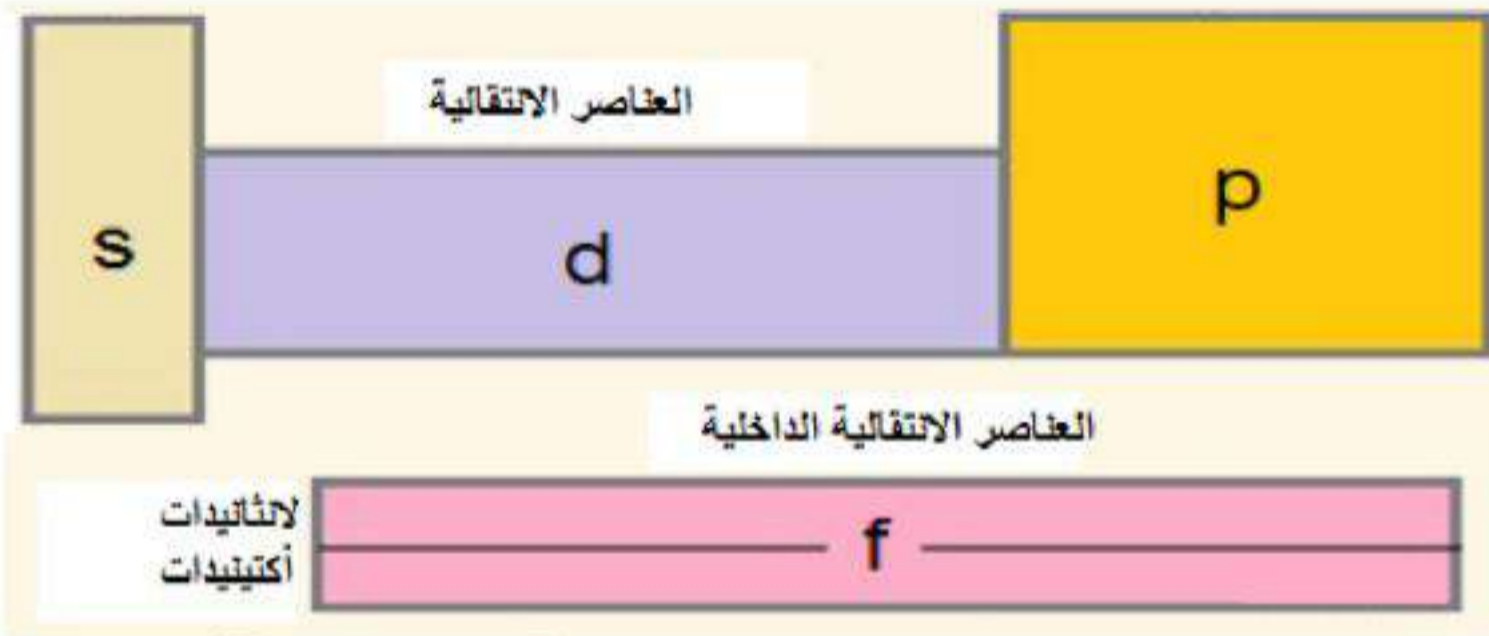 العناصر الانتقالية
s
d
p
العناصر الانتقالية الداخلية
لانثانيدات
أكتينيدات
f